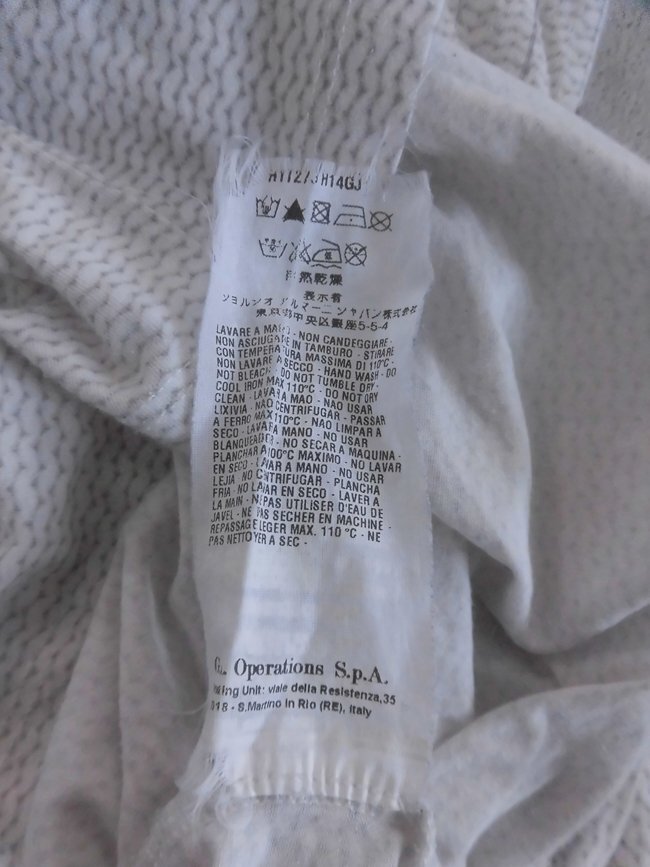 表示者
東京都中央区銀座5-5-4
LAVARE A MANO - NON CANDEGGIARE -
NON ASCIUGARE IN TAMBURO - STIRARE
CON TEMPERATURA MASSIMA DI 110°C -
NON LAVARE A SECCO - HAND WASH - DO
NOT BLEACH - DO NOT TUMBLE DRY -
COOL IRON MAX 110°C - DO NOT DRY
CLEAN - LAVAR A MAO - NAO USAR
LIXIVIA - NAO CENTRIFUGAR - PASSAR
A FERRO MAX 110°C - NAO LIMPAR A
SECO - LAVAR A MANO - NO USAR
BLANQUEADOR - NO SECAR A MAQUINA -
PLANCHAR A 100°C MAXIMO - NO LAVAR
EN SECO - LAVAR A MANO - NO USAR
LEJIA - NO CENTRIFUGAR - PLANCHA
FRIA - NO LAVAR EN SECO - LAVER A
LA MAIN - NE PAS UTILISER D'EAU DE
JAVEL - NE PAS SECHER EN MACHINE -
REPASSAGE LEGER MAX. 110 °C - NE
PAS NETTOYER A SEC -
Operations S.p.A.
Unit: viale della Resistenza,35
018 - S.Martino in Rio (RE), Italy